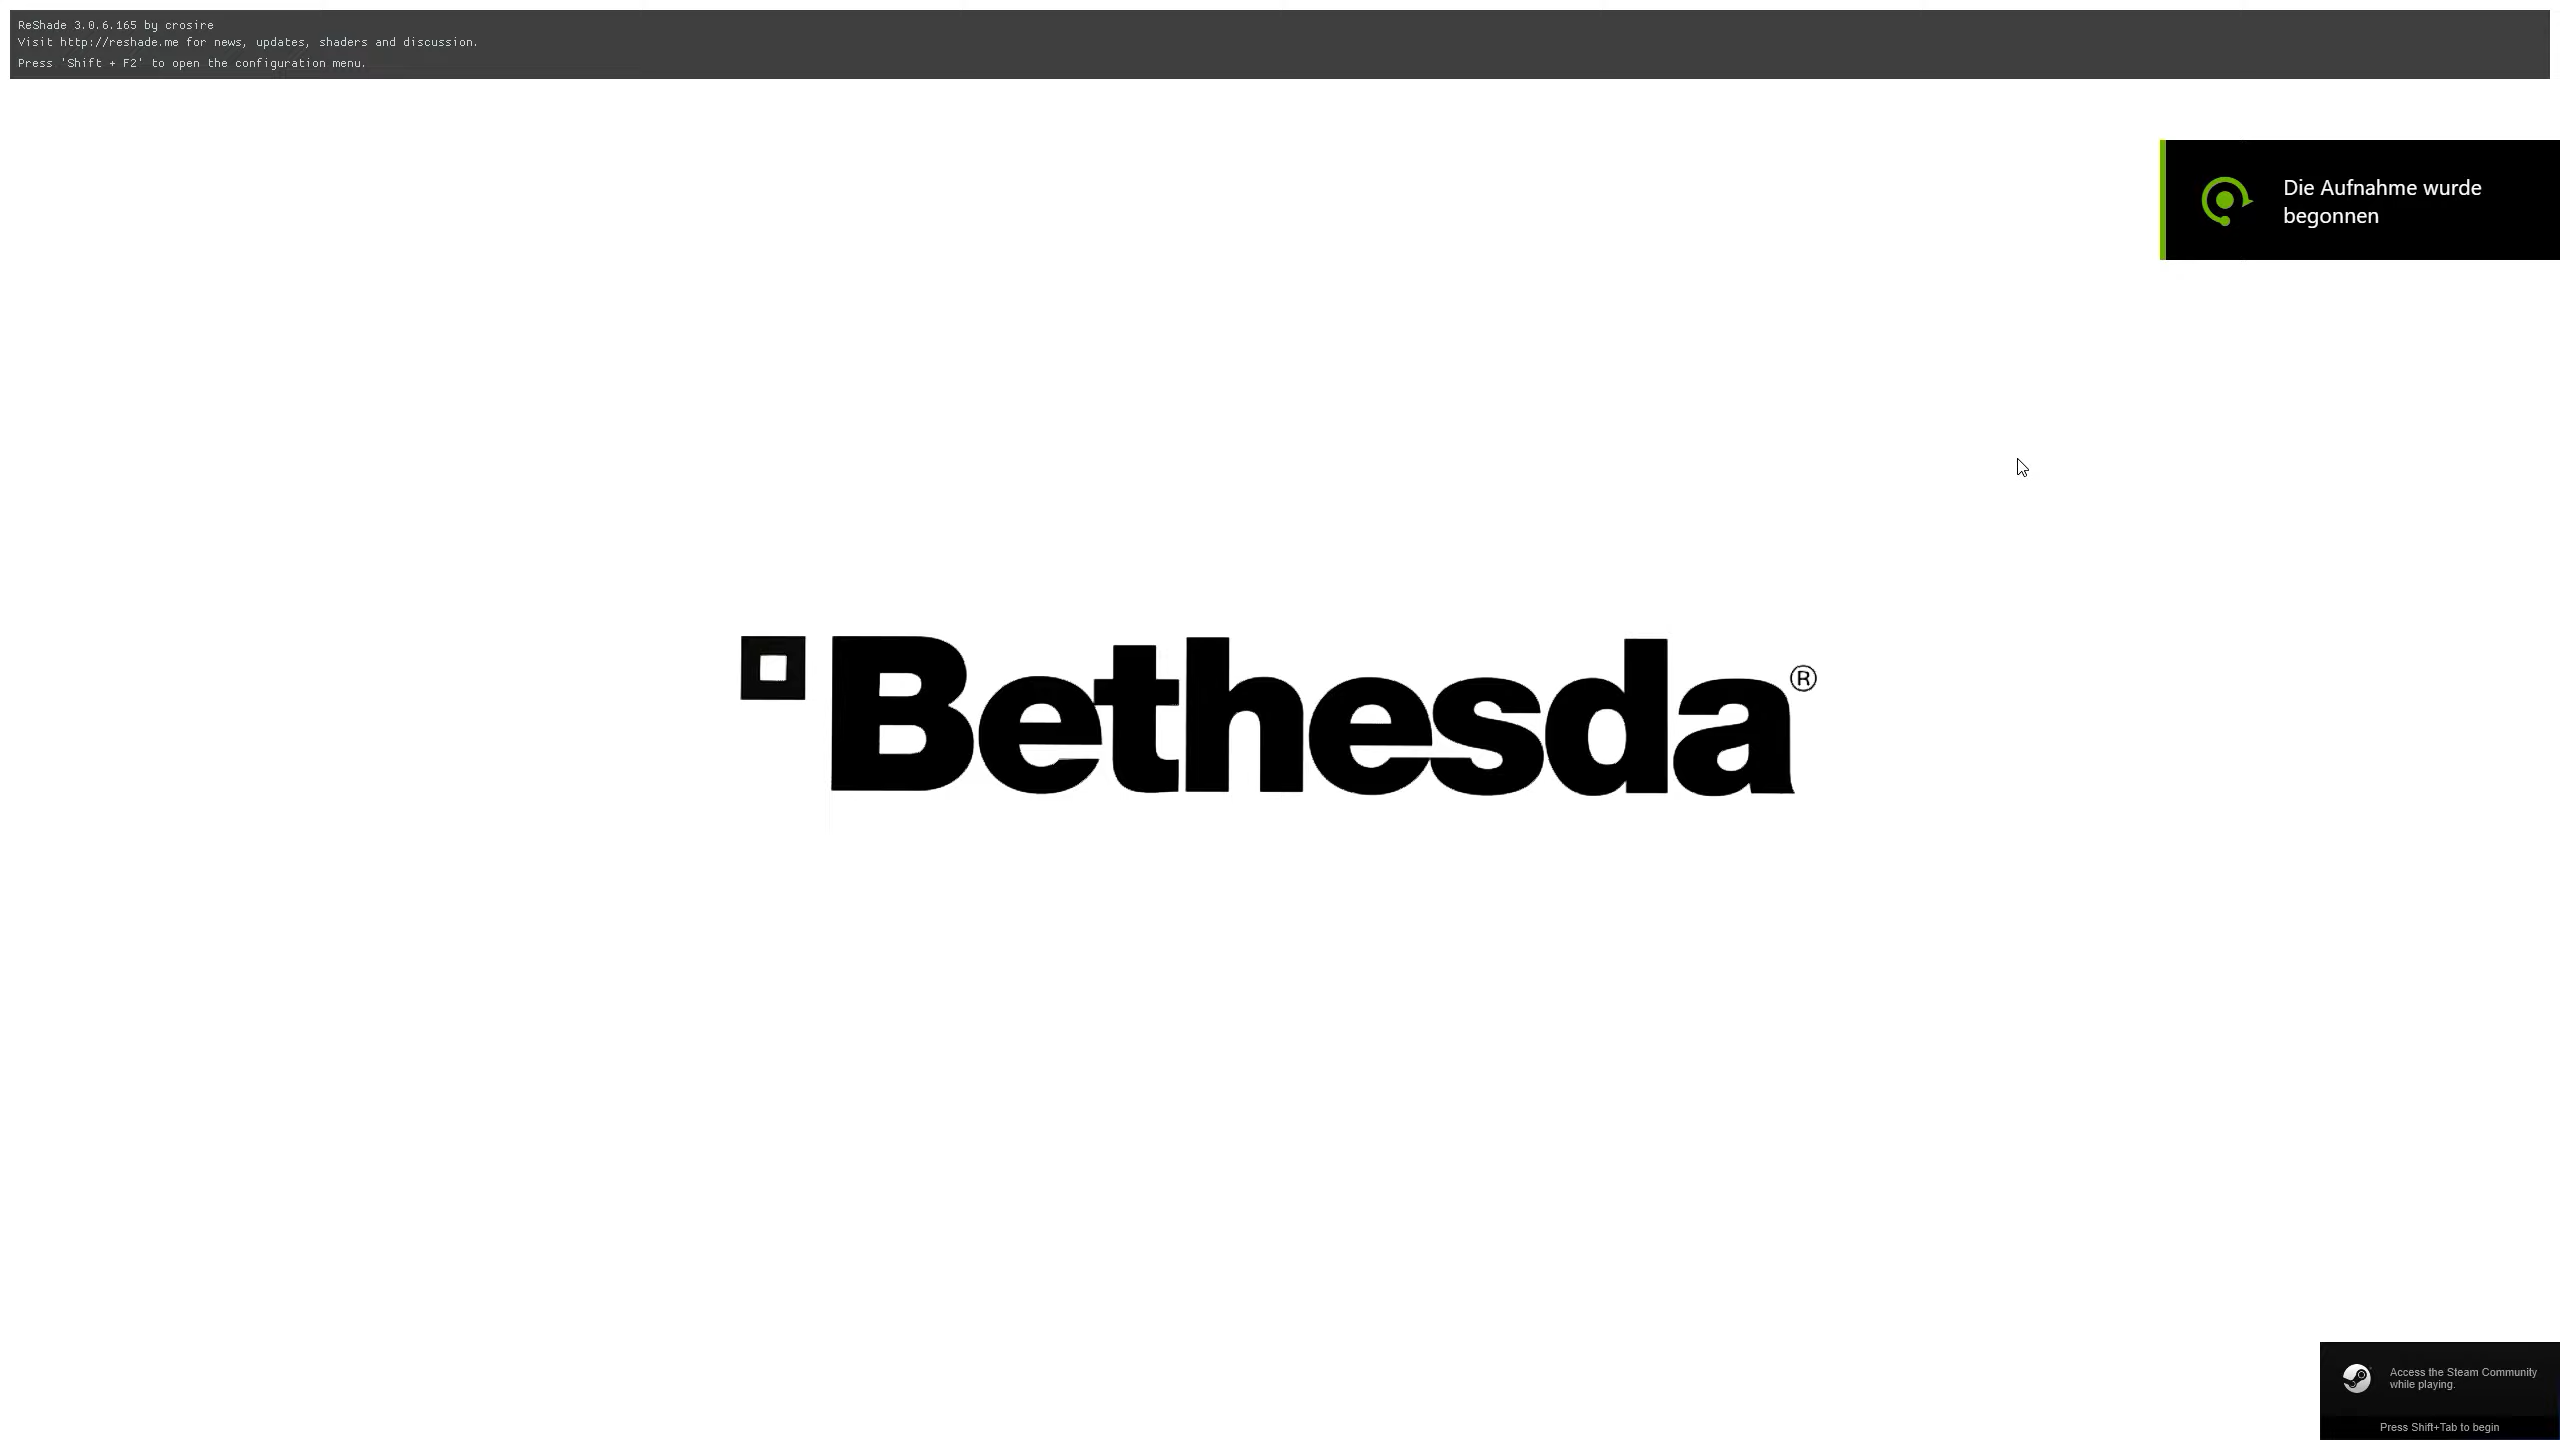 ReShade 3.0.6.165 by crosire
Visit http://reshade.me for news, updates, shaders and discussion.
Press 'Shift + F2' to open the configuration menu.
Die Aufnahme wurde
begonnen
Bethesda®
Access the Steam Community
while playing.
Press Shift+Tab to begin